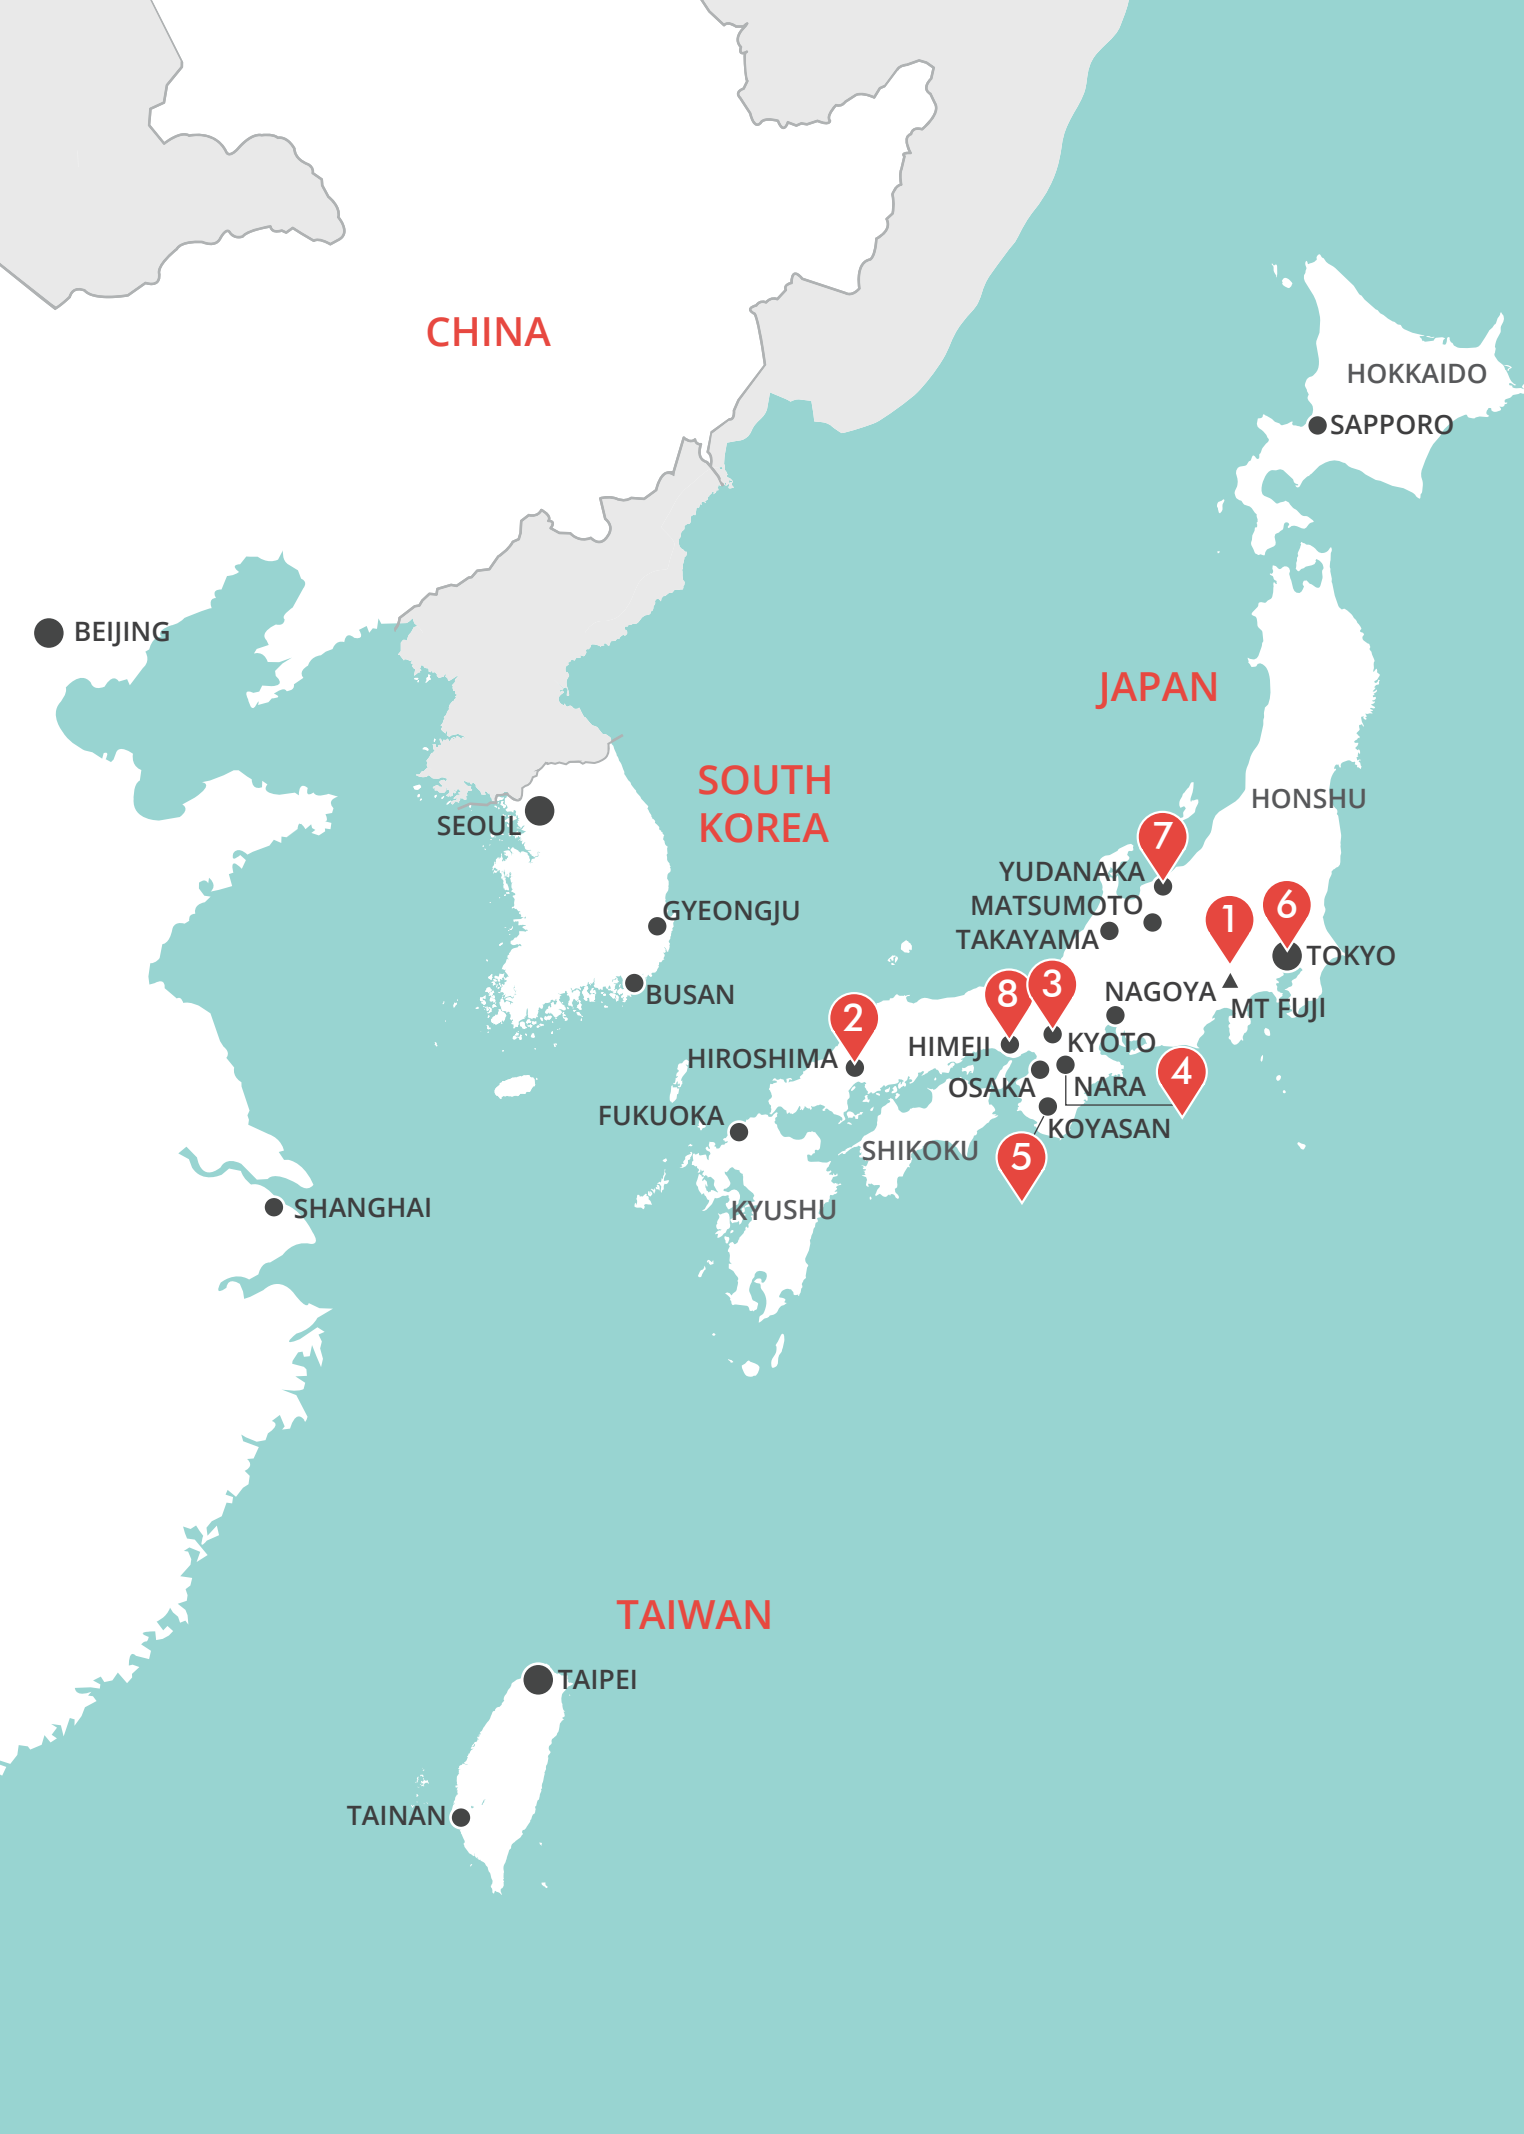 CHINA
HOKKAIDO
SAPPORO
BEIJING
JAPAN
SOUTH
KOREA
HONSHU
SEOUL
7
YUDANAKA
MATSUMOTO
TAKAYAMA
GYEONGJU
1
6
TOKYO
BUSAN
8
3
NAGOYA
MT FUJI
2
HIROSHIMA
HIMEJI
KYOTO
OSAKA
NARA
4
FUKUOKA
KOYASAN
SHIKOKU
5
KYUSHU
SHANGHAI
TAIWAN
TAIPEI
TAINAN